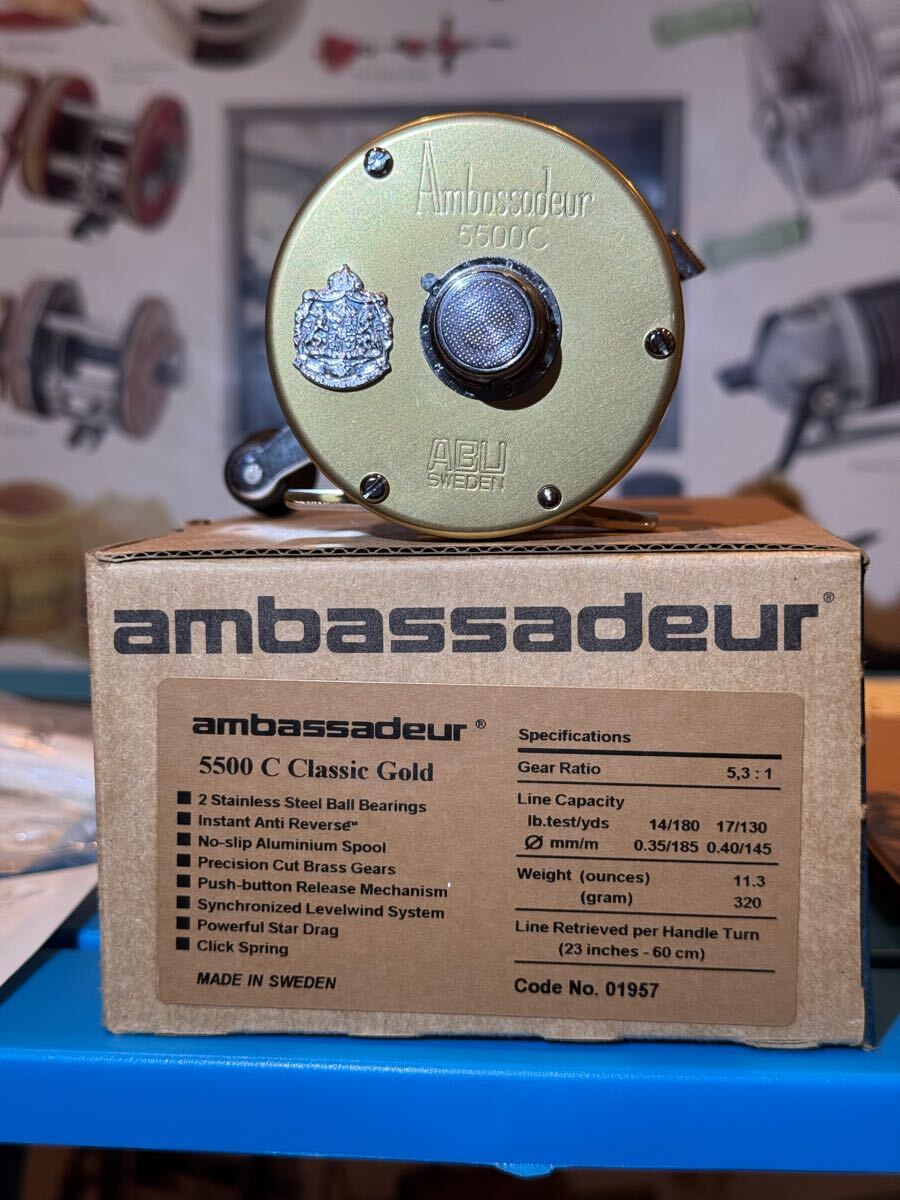 Ambassadeur
5500C
ABU
SWEDEN
ambassadeur®
ambassadeur®
5500 C Classic Gold
■ 2 Stainless Steel Ball Bearings
■ Instant Anti Reverse™
■ No-slip Aluminium Spool
■ Precision Cut Brass Gears
■ Push-button Release Mechanism
■ Synchronized Levelwind System
■ Powerful Star Drag
■ Click Spring
MADE IN SWEDEN
Specifications
Gear Ratio 5,3 : 1
Line Capacity
lb.test/yds 14/180 17/130
Ø mm/m 0.35/185 0.40/145
Weight (ounces) 11.3
(gram) 320
Line Retrieved per Handle Turn
(23 inches - 60 cm)
Code No. 01957